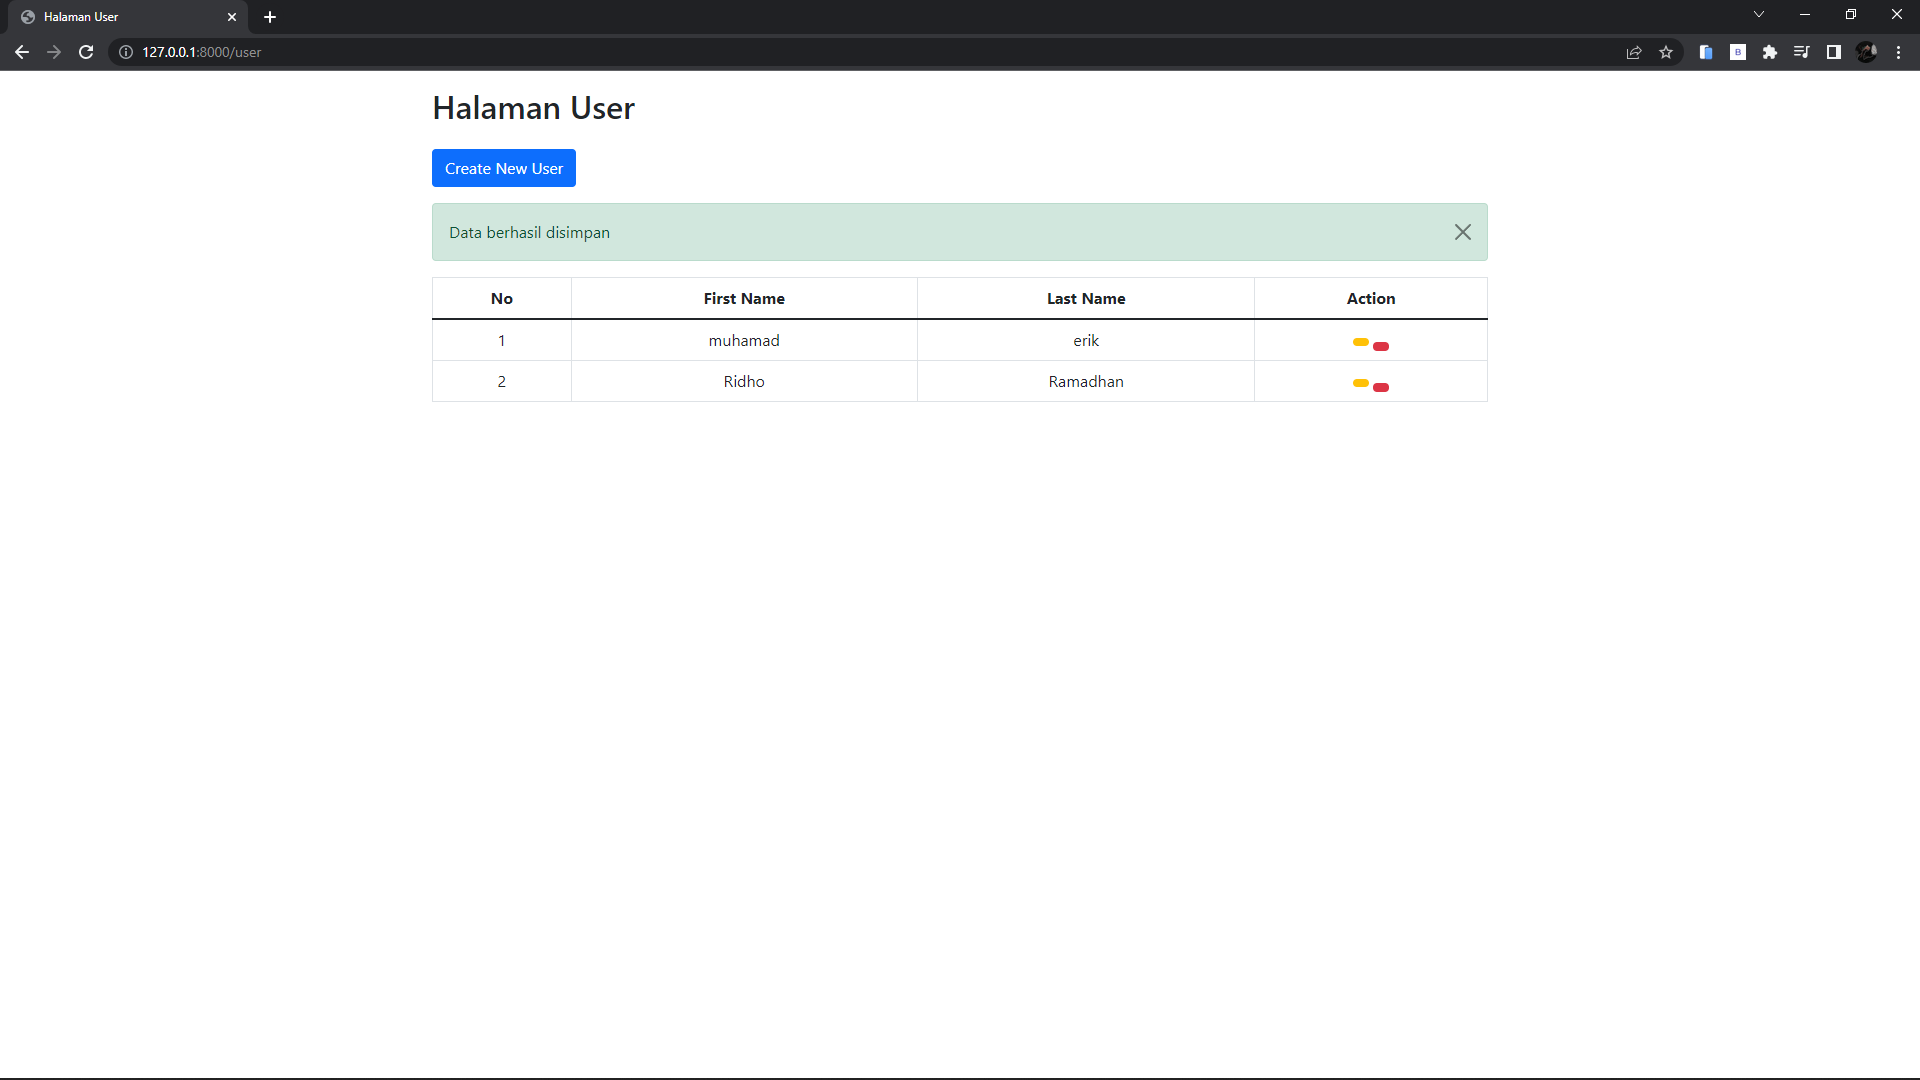 Halaman User
127.0.0.1:8000/user
B
Halaman User
Create New User
Data berhasil disimpan
No First Name Last Name Action
1 muhamad erik
2 Ridho Ramadhan